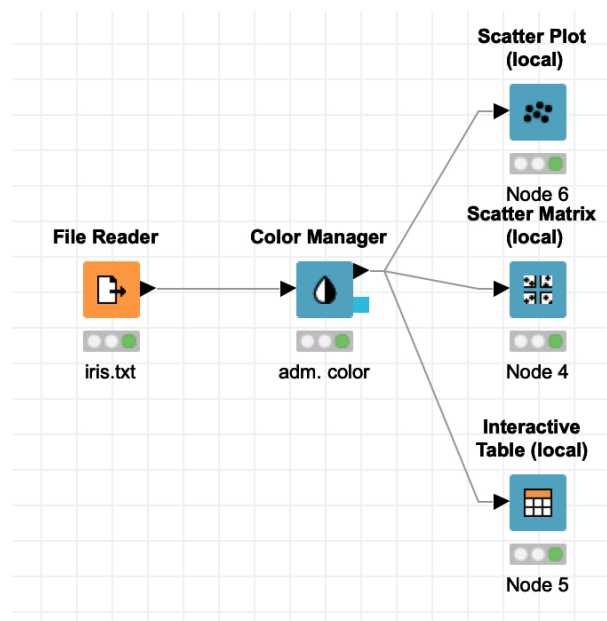 Scatter Plot
(local)
Node 6
Scatter Matrix
(local)
File Reader
Color Manager
iris.txt
adm. color
Node 4
Interactive
Table (local)
Node 5